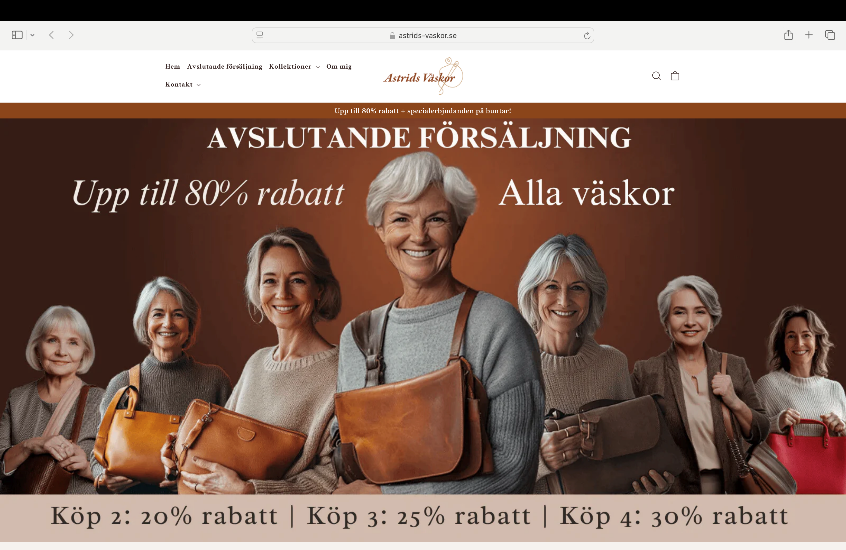 astrids-vaskor.se
Hem Avslutande försäljning Kollektioner Om mig
Kontakt
Astrids Väskor
Upp till 80% rabatt – specialerbjudanden på buntar!
AVSLUTANDE FÖRSÄLJNING
Upp till 80% rabatt
Alla väskor
Köp 2: 20% rabatt | Köp 3: 25% rabatt | Köp 4: 30% rabatt